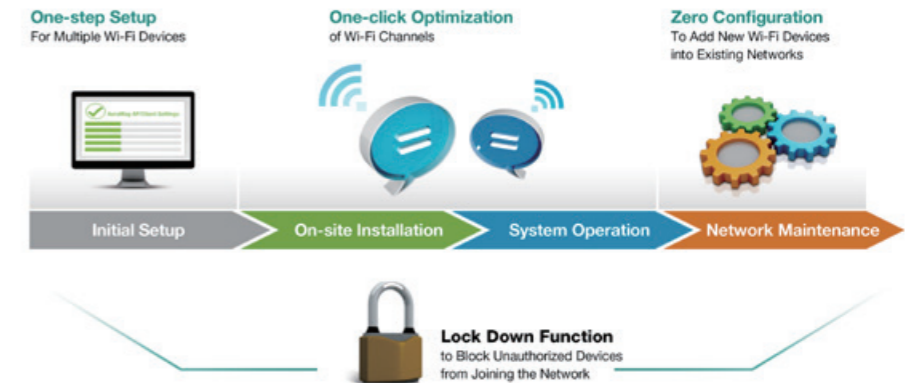 One-step Setup
For Multiple Wi-Fi Devices
One-click Optimization
of Wi-Fi Channels
Zero Configuration
To Add New Wi-Fi Devices
into Existing Networks
Initial Setup
On-site Installation
System Operation
Network Maintenance
Lock Down Function
to Block Unauthorized Devices
from Joining the Network